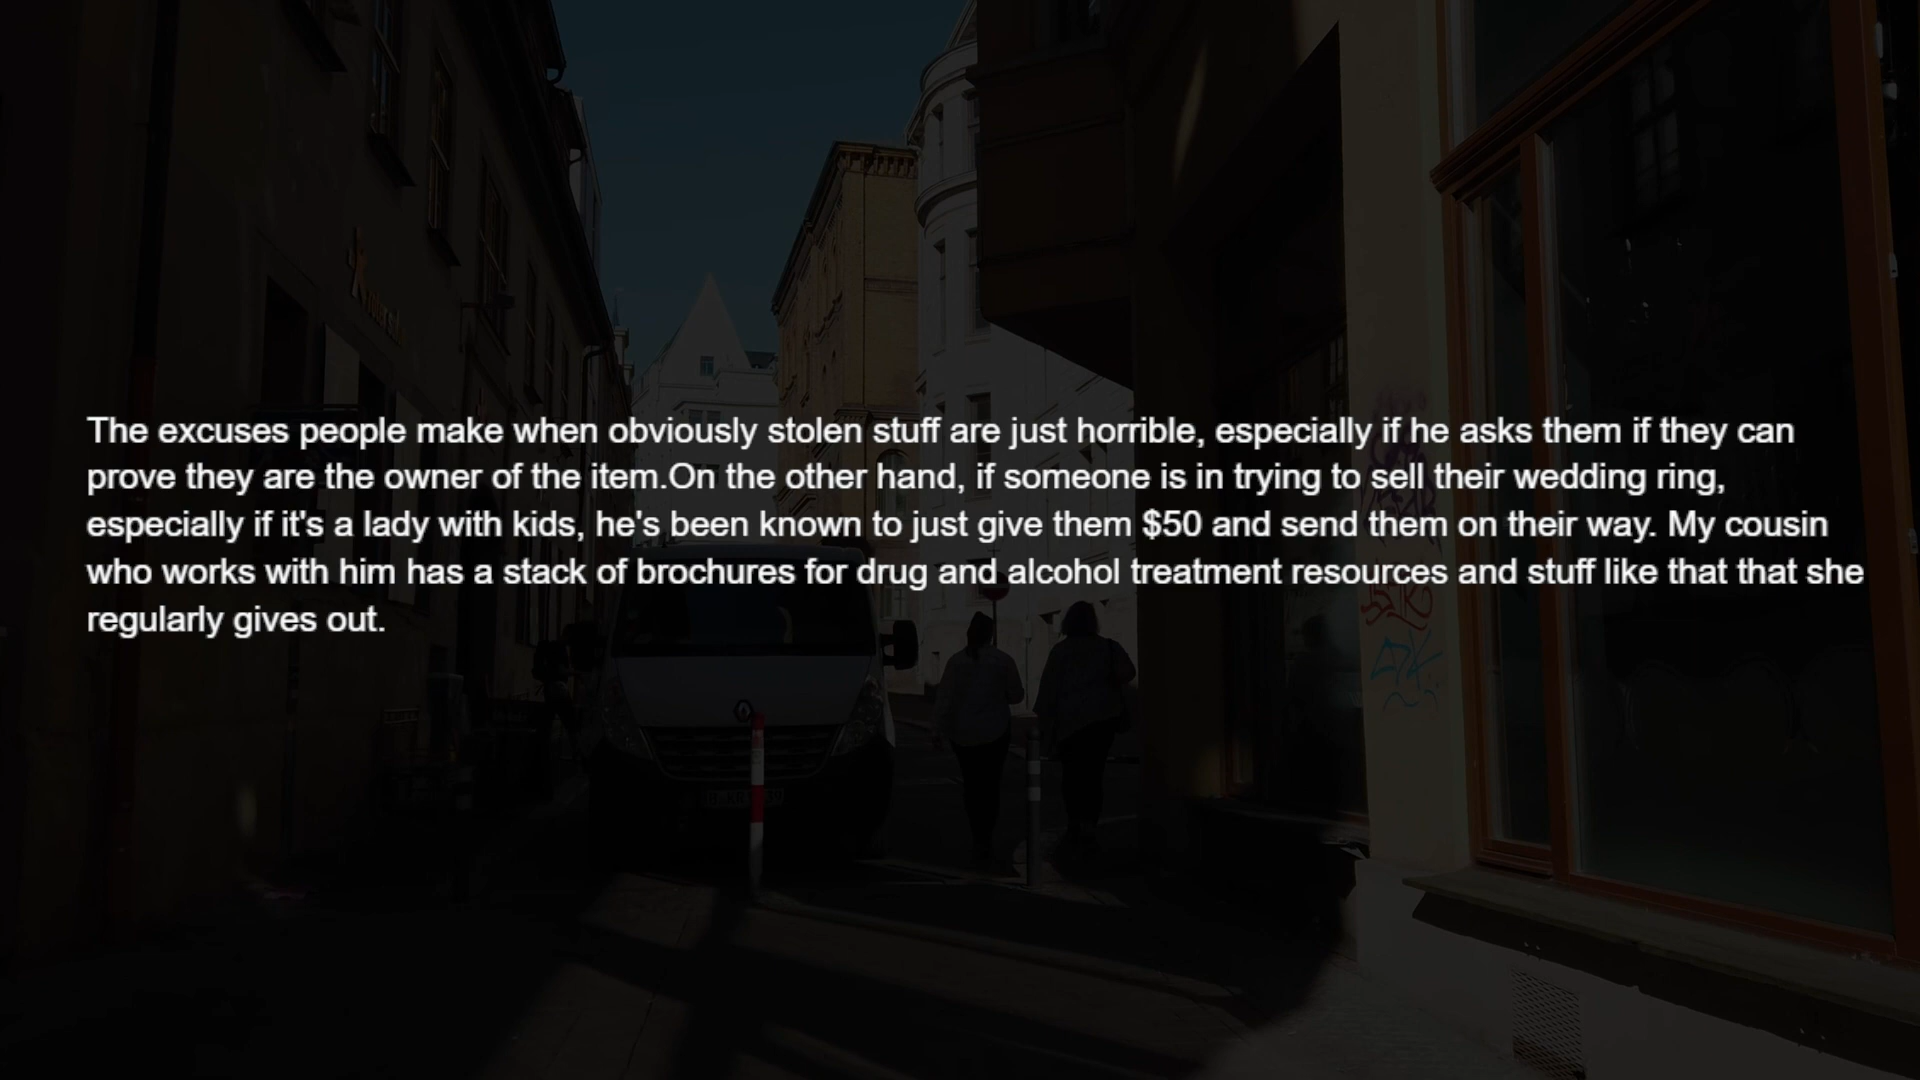 The excuses people make when obviously stolen stuff are just horrible, especially if he asks them if they can
prove they are the owner of the item.On the other hand, if someone is in trying to sell their wedding ring,
especially if it's a lady with kids, he's been known to just give them $50 and send them on their way. My cousin
who works with him has a stack of brochures for drug and alcohol treatment resources and stuff like that that she
regularly gives out.